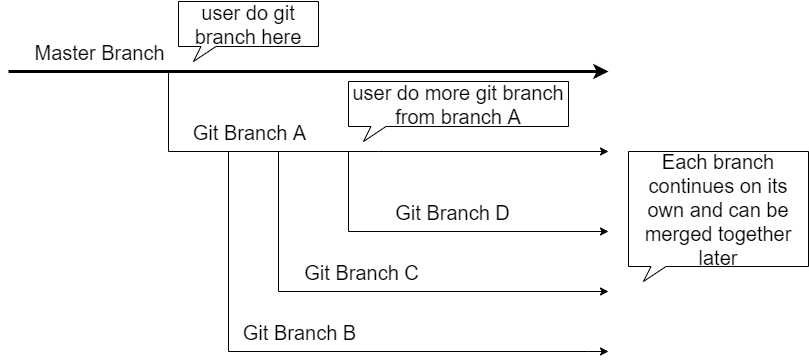 user do git
branch here
Master Branch
user do more git branch
from branch A
Git Branch A
Each branch
continues on its
own and can be
merged together
later
Git Branch D
Git Branch C
Git Branch B